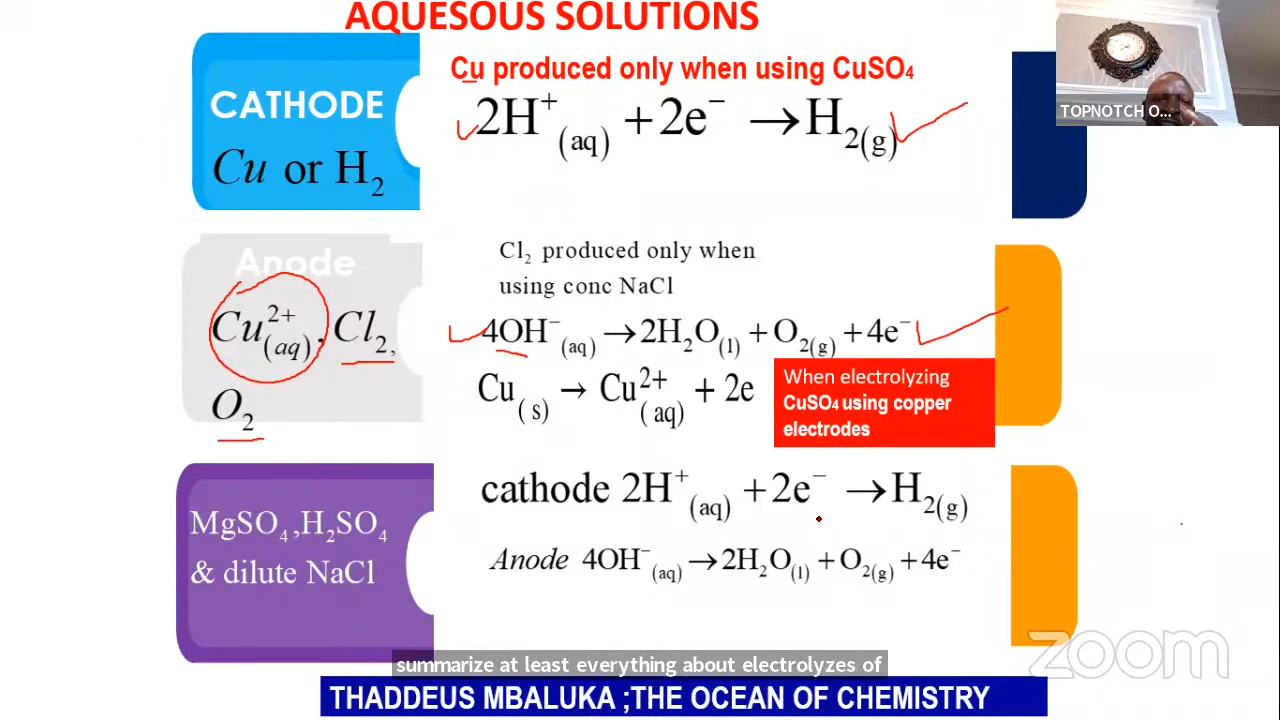 AQUESOUS SOLUTIONS
TOPNOTCH O...
CATHODE
Cu or H₂
Cu produced only when using CuSO₄
2H⁺(aq) + 2e⁻ → H₂(g)
Anode
Cu²⁺(aq), Cl₂,
O₂
Cl₂ produced only when
using conc NaCl
4OH⁻(aq) → 2H₂O(l) + O₂(g) + 4e⁻
Cu(s) → Cu²⁺(aq) + 2e
When electrolyzing
CuSO₄ using copper
electrodes
MgSO₄,H₂SO₄
& dilute NaCl
cathode 2H⁺(aq) + 2e⁻ → H₂(g)
Anode 4OH⁻(aq) → 2H₂O(l) + O₂(g) + 4e⁻
zoom
summarize at least everything about electrolyzes of
THADDEUS MBALUKA ;THE OCEAN OF CHEMISTRY